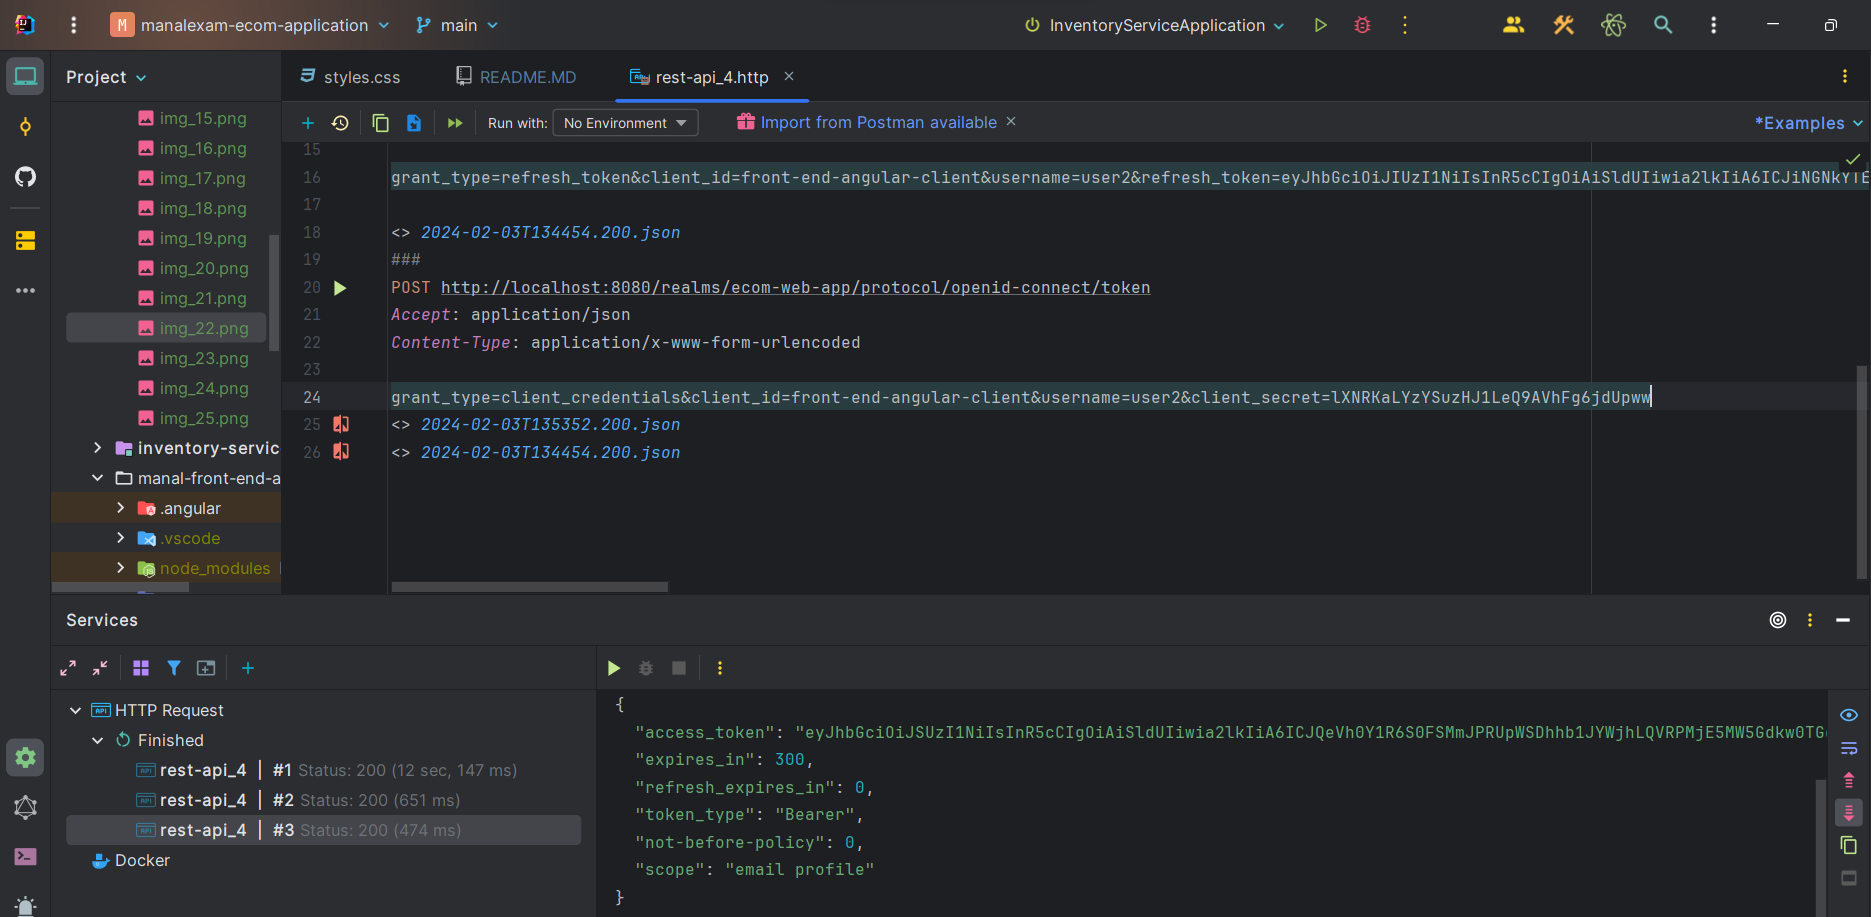 M manalexam-ecom-application main InventoryServiceApplication
Project styles.css README.MD rest-api_4.http
Run with: No Environment Import from Postman available *Examples
img_15.png
img_16.png
img_17.png
img_18.png
img_19.png
img_20.png
img_21.png
img_22.png
img_23.png
img_24.png
img_25.png
inventory-servic
manal-front-end-a
.angular
.vscode
node_modules
15
16 grant_type=refresh_token&client_id=front-end-angular-client&username=user2&refresh_token=eyJhbGciOiJIUzI1NiIsInR5cCIgOiAiSldUIiwia2lkIiA6ICJiNGNkYTE
17
18 <> 2024-02-03T134454.200.json
19 ###
20 POST http://localhost:8080/realms/ecom-web-app/protocol/openid-connect/token
21 Accept: application/json
22 Content-Type: application/x-www-form-urlencoded
23
24 grant_type=client_credentials&client_id=front-end-angular-client&username=user2&client_secret=lXNRKaLYzYSuzHJ1LeQ9AVhFg6jdUpww
25 <> 2024-02-03T135352.200.json
26 <> 2024-02-03T134454.200.json
Services
HTTP Request
Finished
API rest-api_4 | #1 Status: 200 (12 sec, 147 ms)
API rest-api_4 | #2 Status: 200 (651 ms)
API rest-api_4 | #3 Status: 200 (474 ms)
Docker
{
"access_token": "eyJhbGciOiJSUzI1NiIsInR5cCIgOiAiSldUIiwia2lkIiA6ICJQeVh0Y1R6S0FSMmJPRUpWSDhhb1JYWjhLQVRPMjE5MW5Gdkw0TG
"expires_in": 300,
"refresh_expires_in": 0,
"token_type": "Bearer",
"not-before-policy": 0,
"scope": "email profile"
}